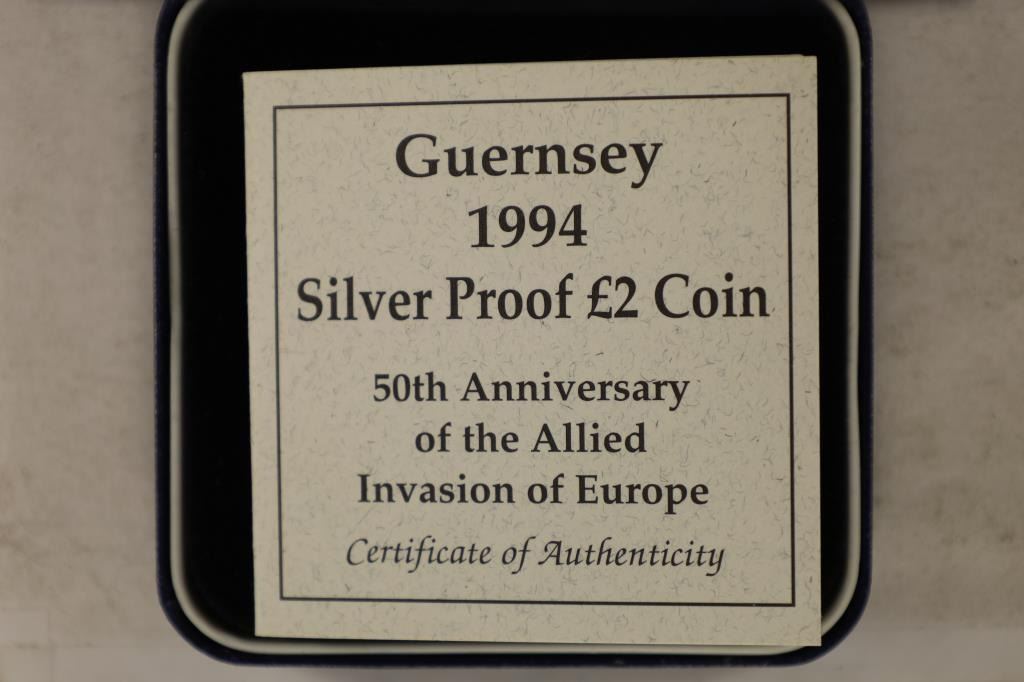 Guernsey
1994
Silver Proof £2 Coin
50th Anniversary
of the Allied
Invasion of Europe
Certificate of Authenticity